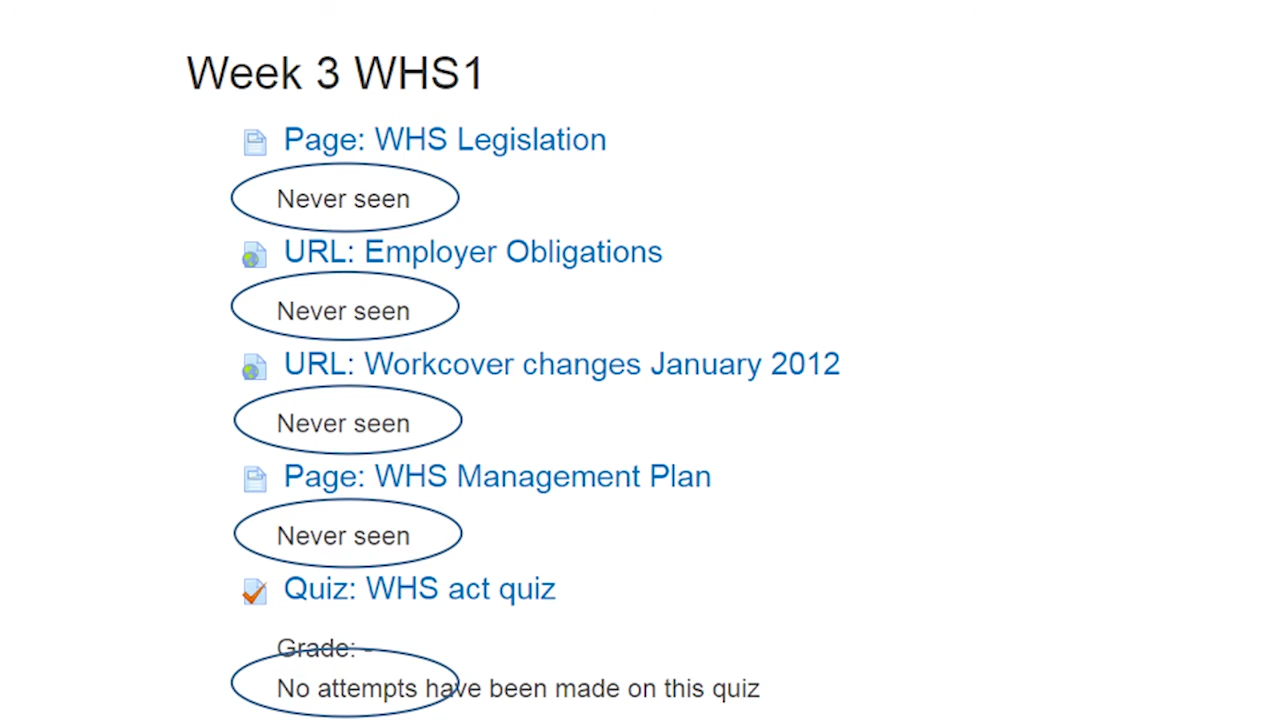 Week 3 WHS1
Page: WHS Legislation
Never seen
URL: Employer Obligations
Never seen
URL: Workcover changes January 2012
Never seen
Page: WHS Management Plan
Never seen
Quiz: WHS act quiz
Grade: -
No attempts have been made on this quiz